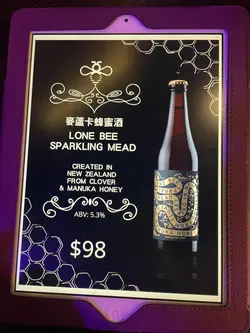 麥蘆卡蜂蜜酒
LONE BEE
SPARKLING MEAD
CREATED IN
NEW ZEALAND
FROM CLOVER
& MANUKA HONEY
ABV: 5.3%
$98